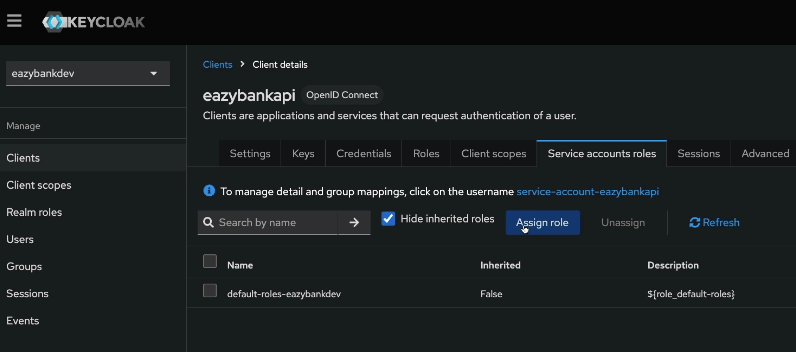 KEYCLOAK
eazybankdev
Manage
Clients
Client scopes
Realm roles
Users
Groups
Sessions
Events
Clients > Client details
eazybankapi OpenID Connect
Clients are applications and services that can request authentication of a user.
Settings Keys Credentials Roles Client scopes Service accounts roles Sessions Advanced
To manage detail and group mappings, click on the username service-account-eazybankapi
Search by name Hide inherited roles Assign role Unassign Refresh
Name Inherited Description
default-roles-eazybankdev False ${role_default-roles}